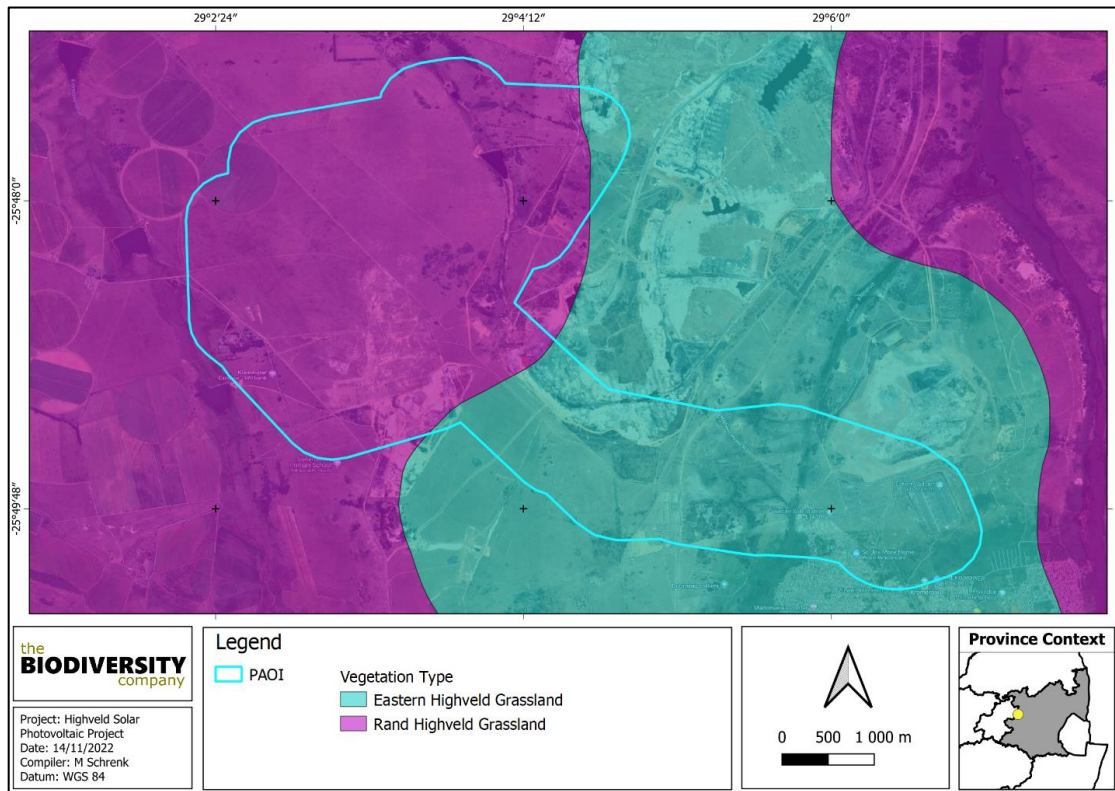 29°2'24" 29°4'12" 29°6'0"
-25°48'0"
-25°49'48"
the
BIODIVERSITY
company
Project: Highveld Solar
Photovoltaic Project
Date: 14/11/2022
Compiler: M Schrenk
Datum: WGS 84
Legend
PAOI
Vegetation Type
Eastern Highveld Grassland
Rand Highveld Grassland
0 500 1 000 m
Province Context